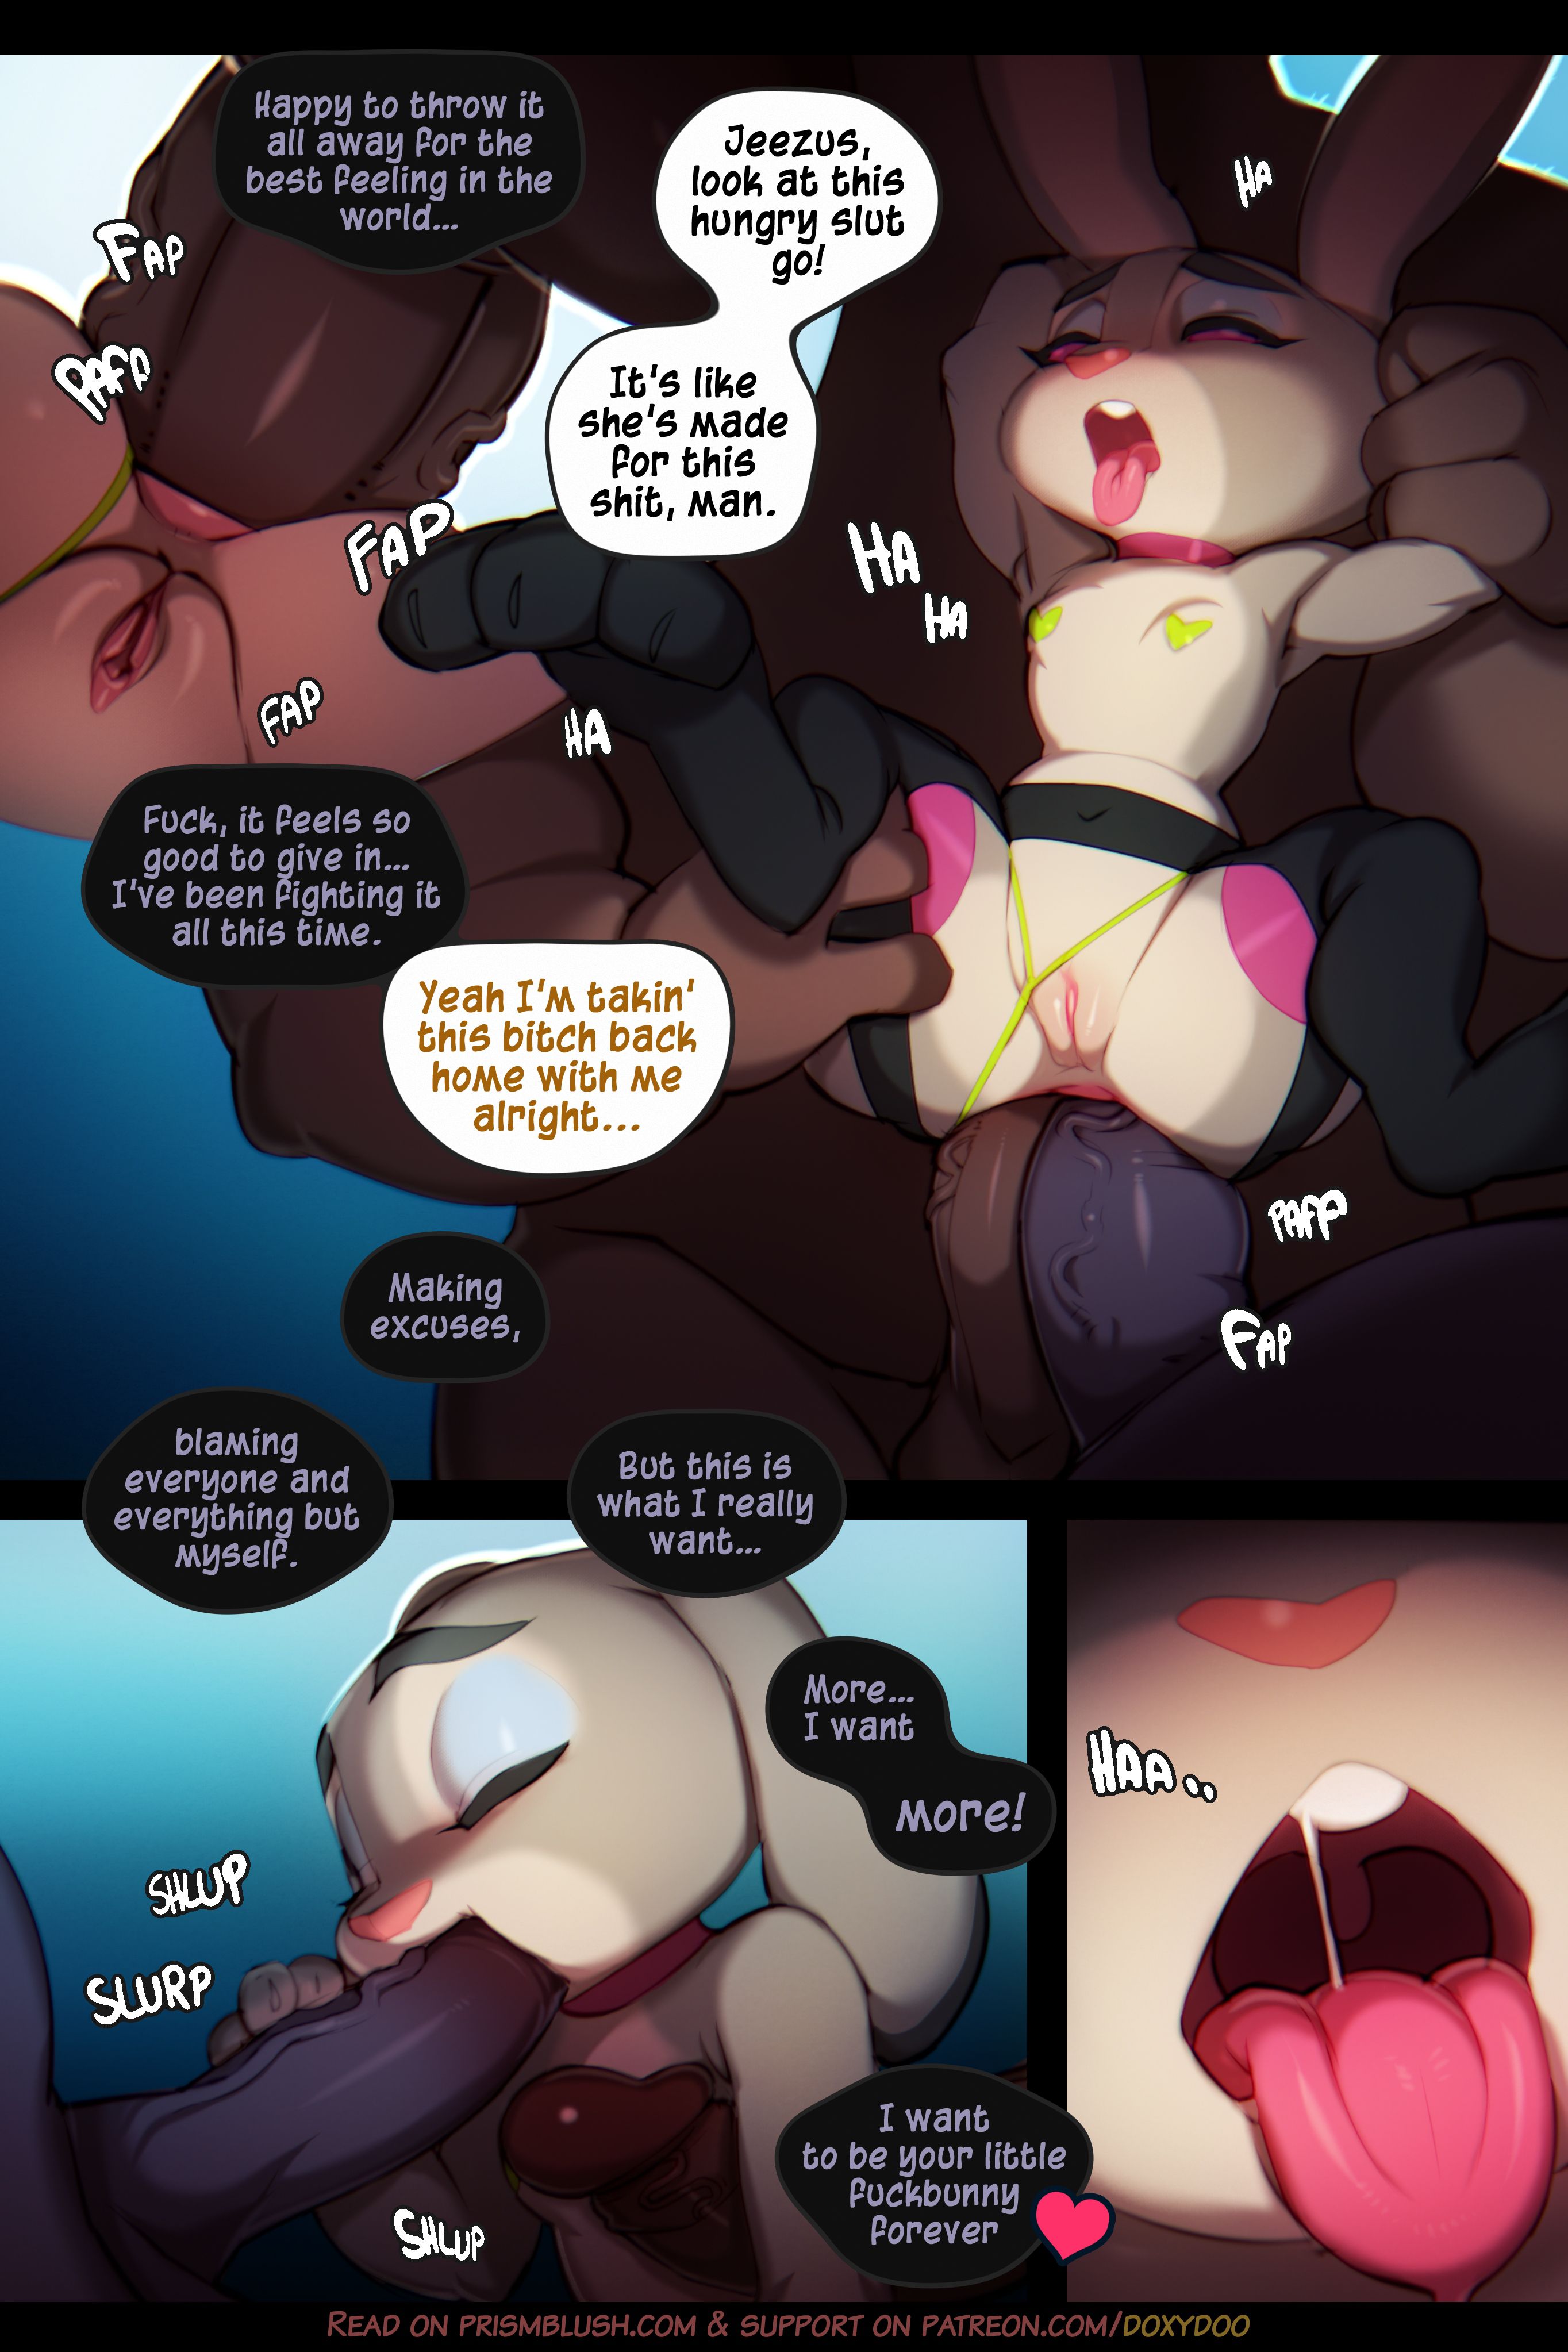 Happy to throw it
all away for the
best feeling in the
world...
Jeezus,
look at this
hungry slut
go!
HA
FAP
PAFF
It's like
she's made
for this
shit, man.
FAP
HA
HA
FAP
HA
Fuck, it feels so
good to give in...
I've been fighting it
all this time.
Yeah I'm takin'
this bitch back
home with me
alright...
PAFF
FAP
Making
excuses,
blaming
everyone and
everything but
myself.
But this is
what I really
want...
More...
I want
more!
HAA..
SHLUP
SLURP
I want
to be your little
fuckbunny
forever
SHLUP
READ ON PRISMBLUSH.COM & SUPPORT ON PATREON.COM/DOXYDOO